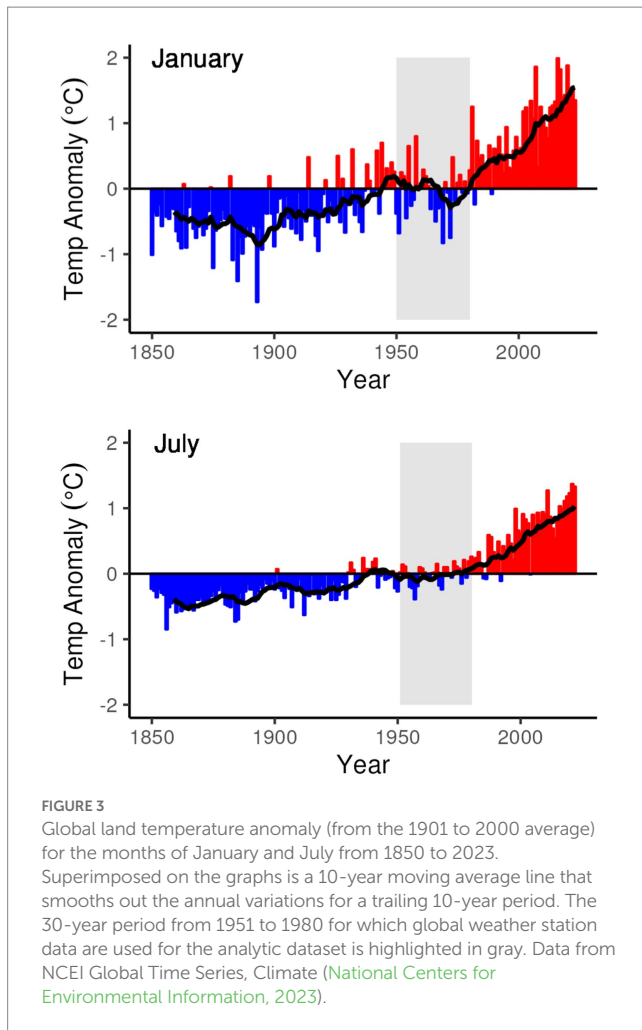 January
2
1
0
-1
-2
Temp Anomaly (°C)
1850
1900
1950
2000
Year
July
2
1
0
-1
-2
Temp Anomaly (°C)
1850
1900
1950
2000
Year
FIGURE 3
Global land temperature anomaly (from the 1901 to 2000 average)
for the months of January and July from 1850 to 2023.
Superimposed on the graphs is a 10-year moving average line that
smooths out the annual variations for a trailing 10-year period. The
30-year period from 1951 to 1980 for which global weather station
data are used for the analytic dataset is highlighted in gray. Data from
NCEI Global Time Series, Climate (National Centers for
Environmental Information, 2023).